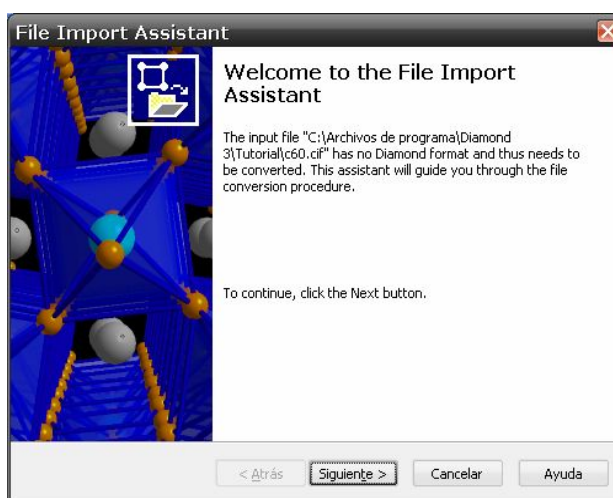 File Import Assistant
Welcome to the File Import
Assistant
The input file "C:\Archivos de programa\Diamond
3\Tutorial\c60.cif" has no Diamond format and thus needs to
be converted. This assistant will guide you through the file
conversion procedure.
To continue, click the Next button.
< Atrás Siguiente > Cancelar Ayuda